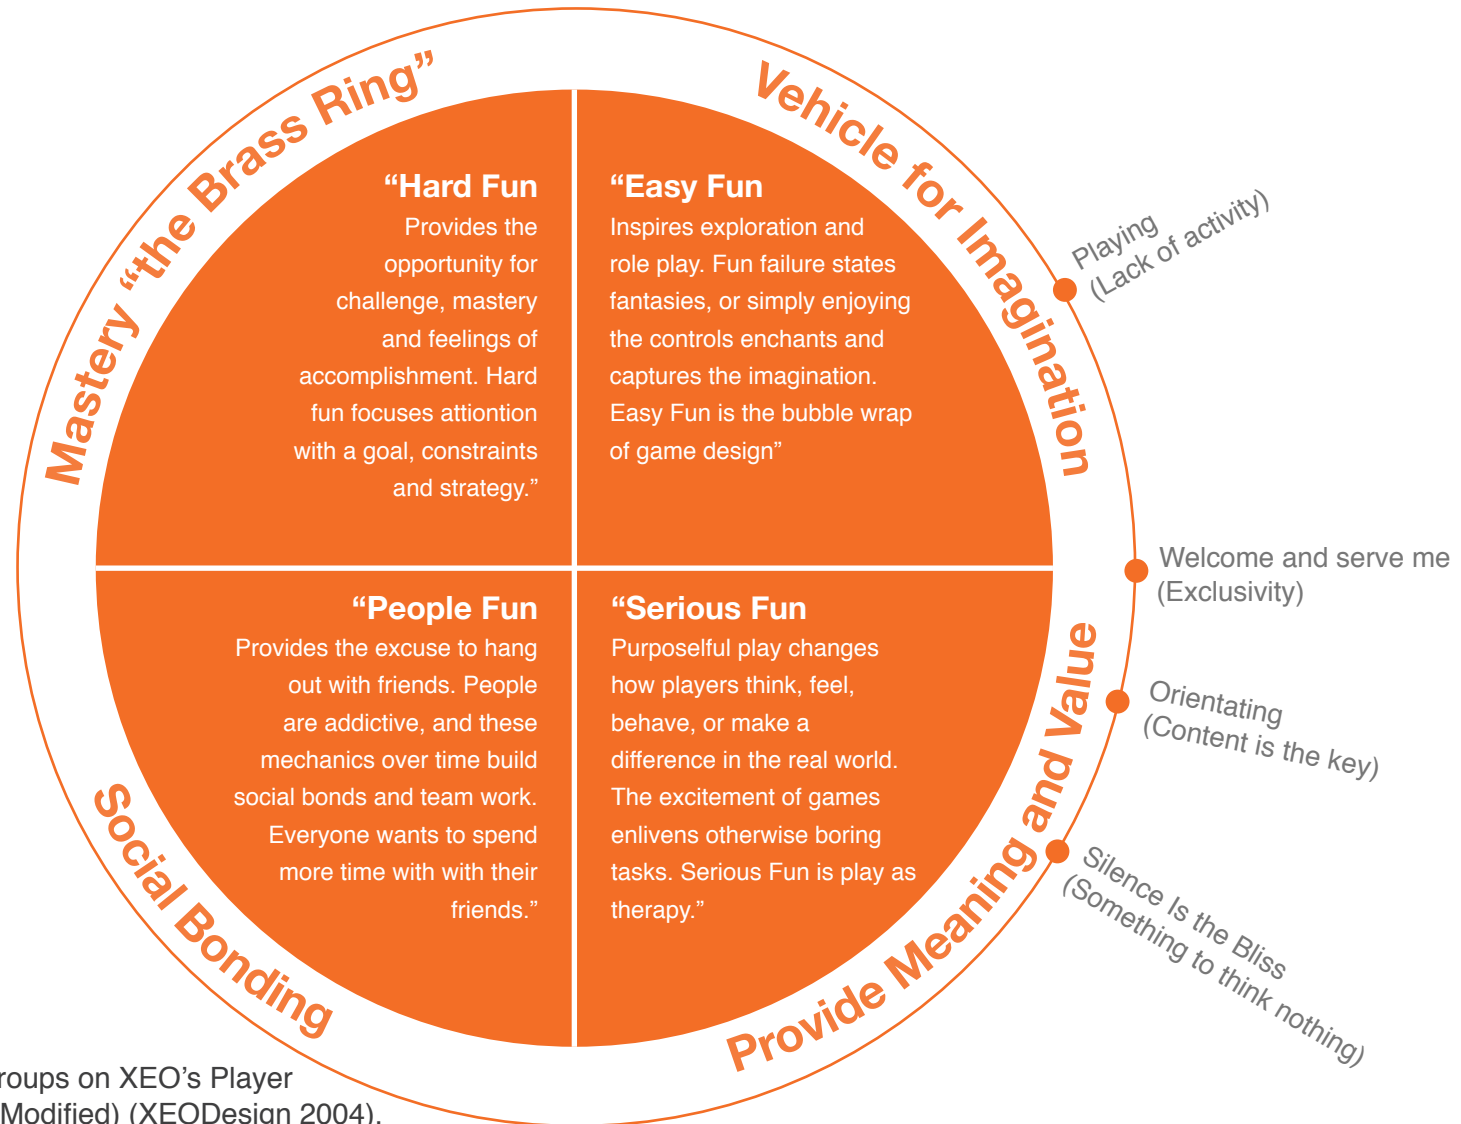 Mastery “the Brass Ring”
Vehicle for Imagination
“Hard Fun
Provides the
opportunity for
challenge, mastery
and feelings of
accomplishment. Hard
fun focuses attiontion
with a goal, constraints
and strategy.”
“Easy Fun
Inspires exploration and
role play. Fun failure states
fantasies, or simply enjoying
the controls enchants and
captures the imagination.
Easy Fun is the bubble wrap
of game design”
Playing
(Lack of activity)
Welcome and serve me
(Exclusivity)
Orientating
(Content is the key)
Silence Is the Bliss
(Something to think nothing)
“People Fun
Provides the excuse to hang
out with friends. People
are addictive, and these
mechanics over time build
social bonds and team work.
Everyone wants to spend
more time with with their
friends.”
“Serious Fun
Purposelful play changes
how players think, feel,
behave, or make a
difference in the real world.
The excitement of games
enlivens otherwise boring
tasks. Serious Fun is play as
therapy.”
Social Bonding
Provide Meaning and Value
roups on XEO’s Player
Modified) (XEODesign 2004).